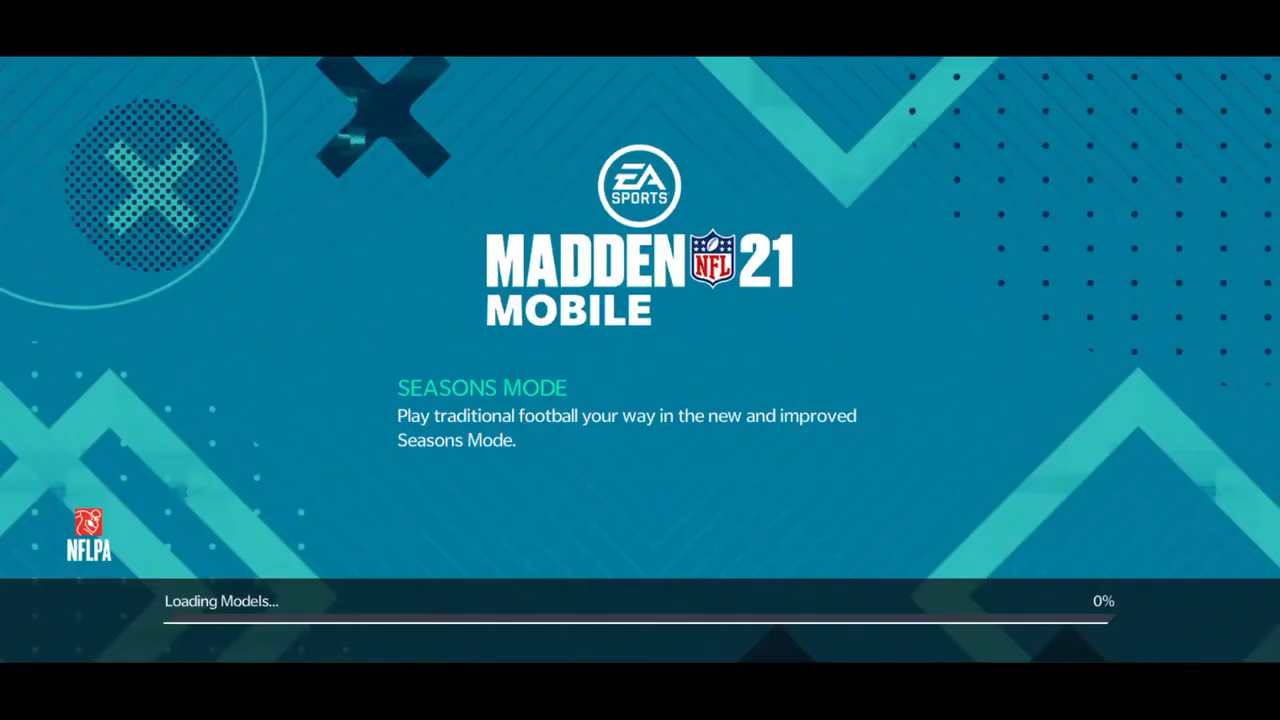 EA
SPORTS
MADDEN NFL 21
MOBILE
SEASONS MODE
Play traditional football your way in the new and improved
Seasons Mode.
NFLPA
Loading Models... 0%